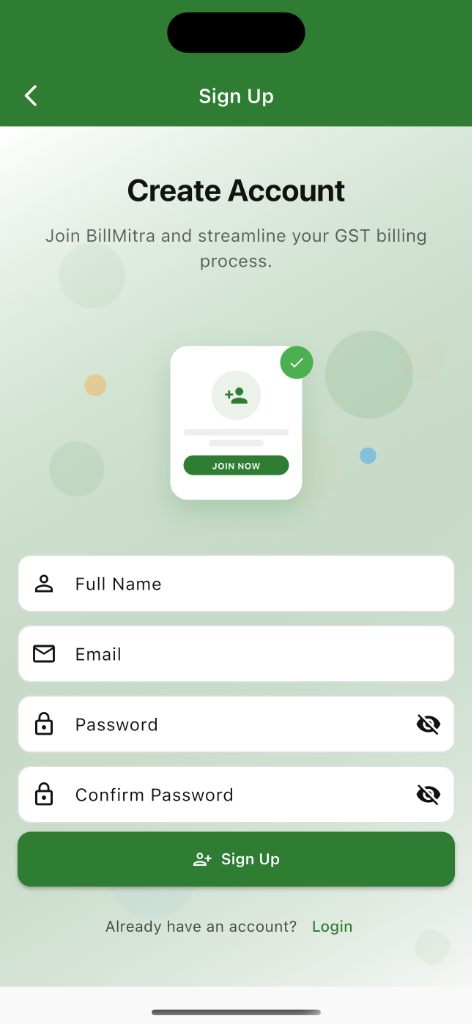 Sign Up
Create Account
Join BillMitra and streamline your GST billing
process.
JOIN NOW
Full Name
Email
Password
Confirm Password
Sign Up
Already have an account? Login